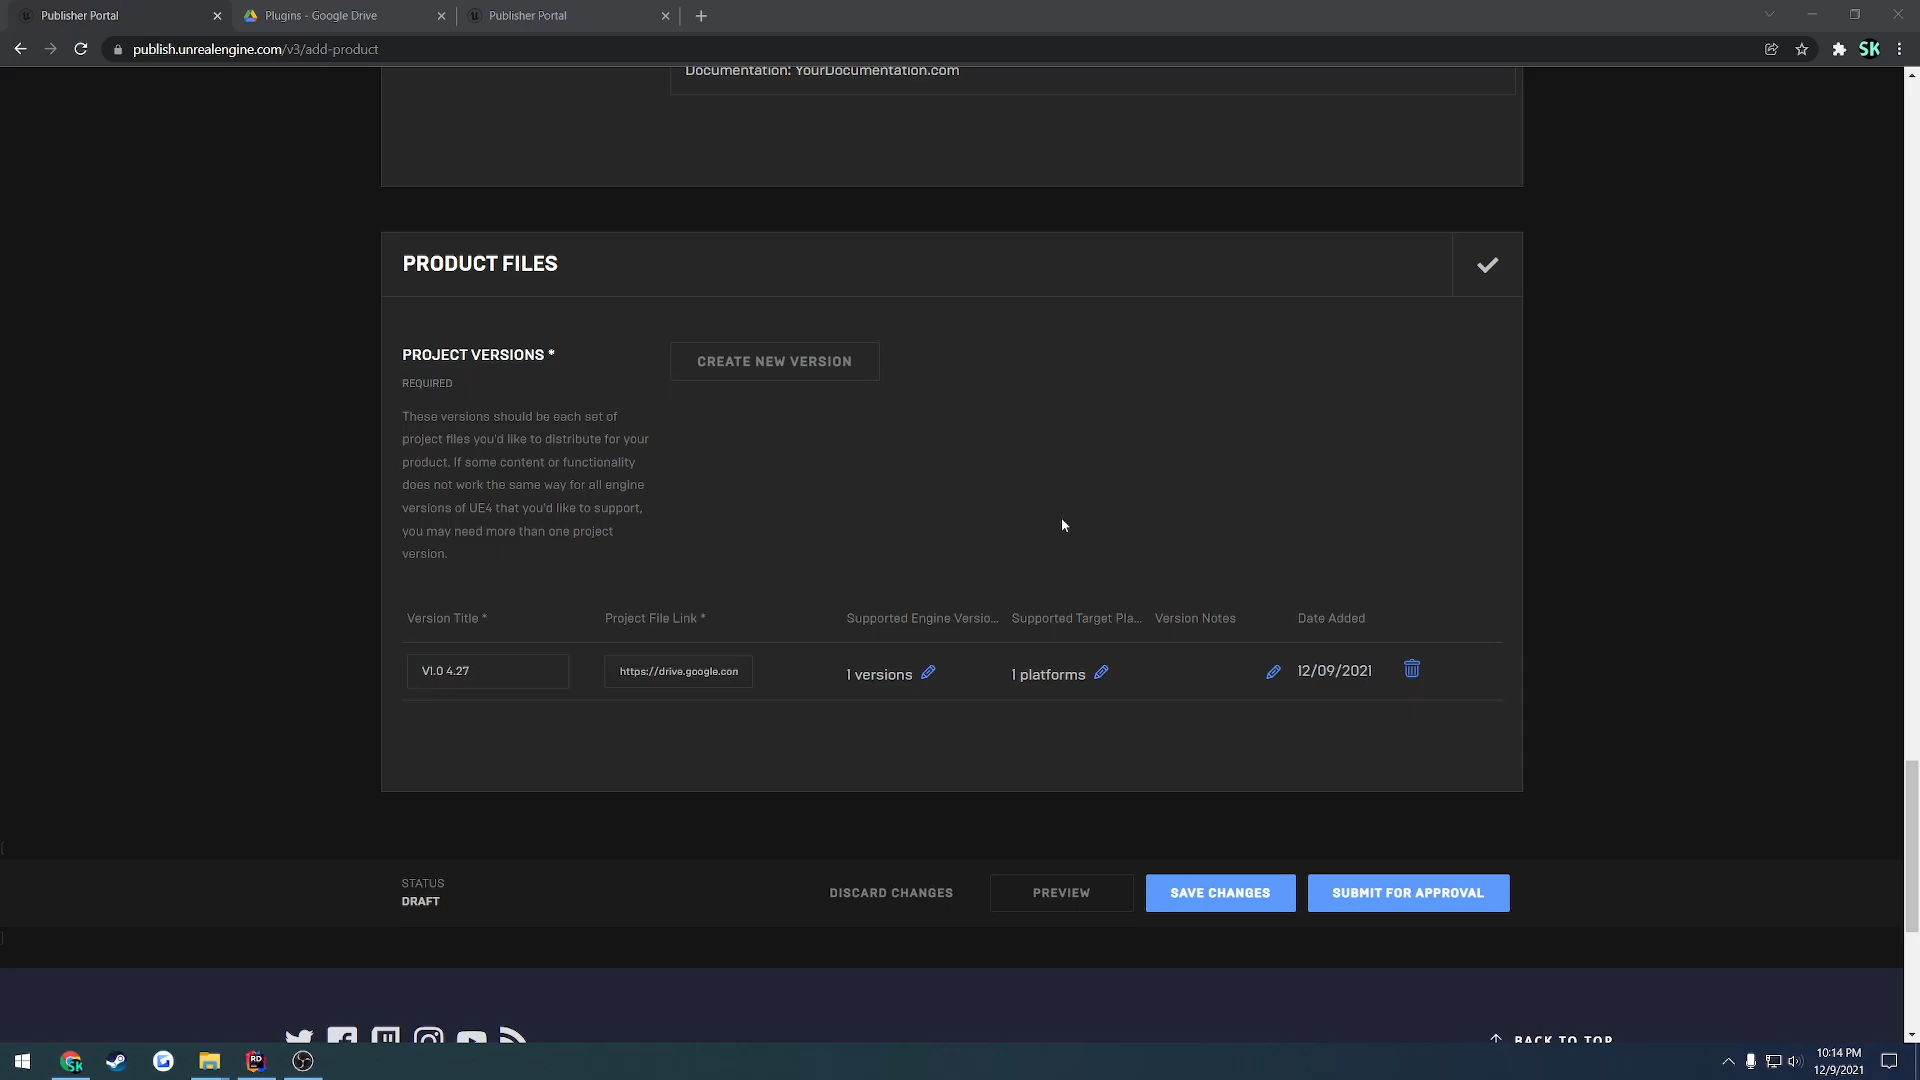 Publisher Portal
Plugins - Google Drive
Publisher Portal
publish.unrealengine.com/v3/add-product
SK
Documentation: YourDocumentation.com
PRODUCT FILES
PROJECT VERSIONS *
CREATE NEW VERSION
REQUIRED
These versions should be each set of
project files you'd like to distribute for your
product. If some content or functionality
does not work the same way for all engine
versions of UE4 that you'd like to support,
you may need more than one project
version.
Version Title *
Project File Link *
Supported Engine Versio...
Supported Target Pla...
Version Notes
Date Added
V1.0 4.27
https://drive.google.con
1 versions
1 platforms
12/09/2021
STATUS
DRAFT
DISCARD CHANGES
PREVIEW
SAVE CHANGES
SUBMIT FOR APPROVAL
BACK TO TOP
SK
RD
10:14 PM
12/9/2021